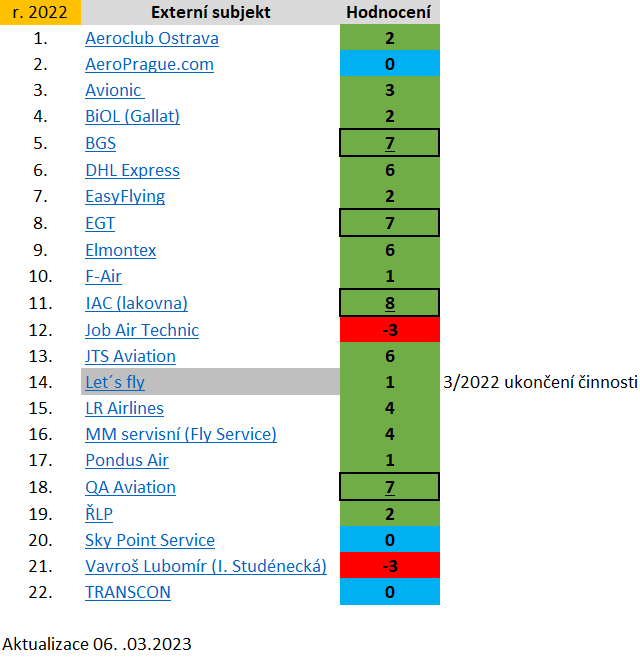 r. 2022 Externí subjekt Hodnocení
1. Aeroclub Ostrava 2
2. AeroPrague.com 0
3. Avionic 3
4. BiOL (Gallat) 2
5. BGS 7
6. DHL Express 6
7. EasyFlying 2
8. EGT 7
9. Elmontex 6
10. F-Air 1
11. IAC (lakovna) 8
12. Job Air Technic -3
13. JTS Aviation 6
14. Let´s fly 1 3/2022 ukončení činnosti
15. LR Airlines 4
16. MM servisní (Fly Service) 4
17. Pondus Air 1
18. QA Aviation 7
19. ŘLP 2
20. Sky Point Service 0
21. Vavroš Lubomír (I. Studénecká) -3
22. TRANSCON 0
Aktualizace 06. .03.2023